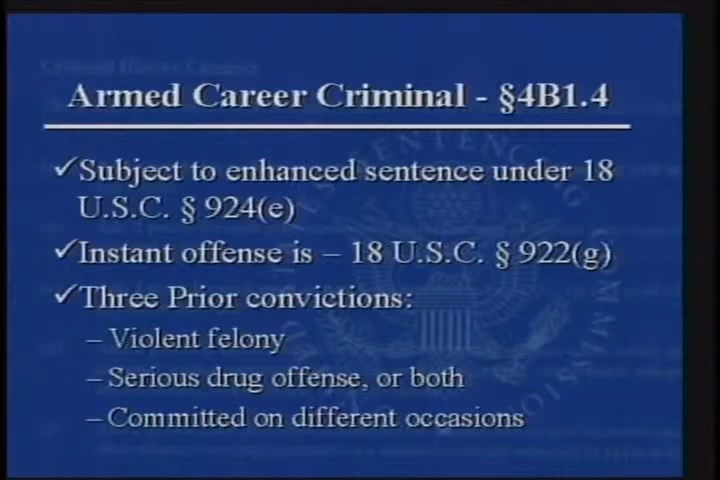 Armed Career Criminal - §4B1.4
✓Subject to enhanced sentence under 18
U.S.C. § 924(e)
✓Instant offense is – 18 U.S.C. § 922(g)
✓Three Prior convictions:
– Violent felony
– Serious drug offense, or both
– Committed on different occasions